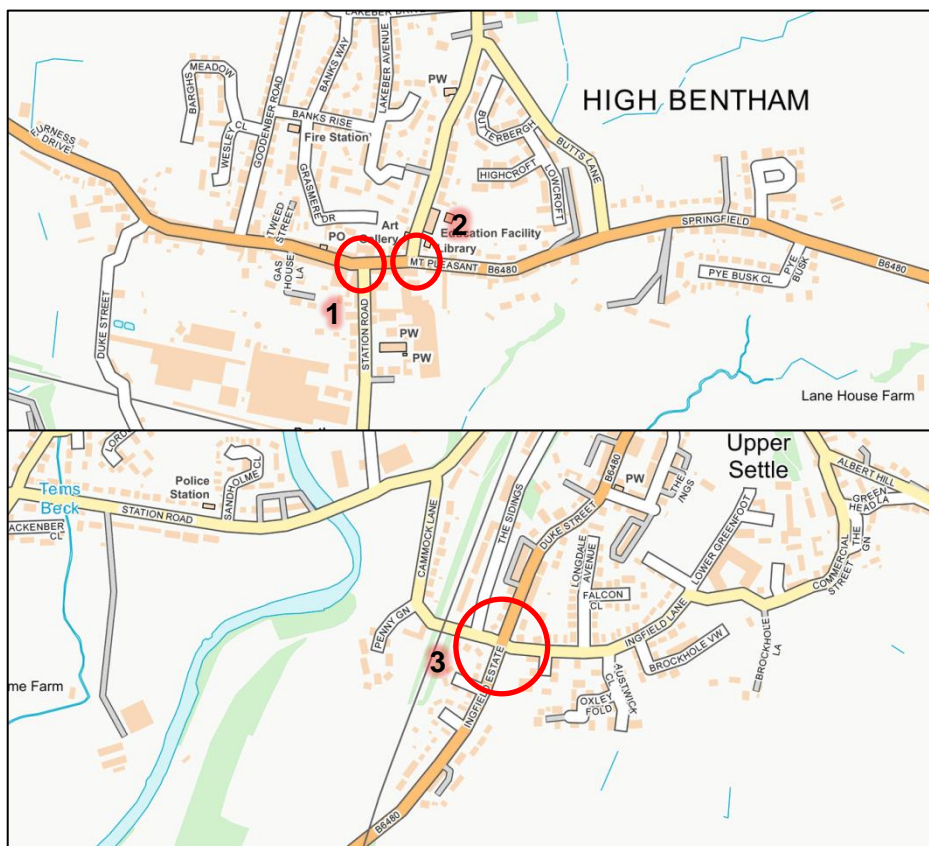 LAKEBER DRIVE
LAKEBER AVENUE
BANKS WAY
MEADOW
BARGHS
WESLEY CL
GOODENBER ROAD
BANKS RISE
Fire Station
GRASMERE DR
PW
HIGH BENTHAM
BUTTERBERGH
BUTTS LANE
HIGHCROFT
LOWCROFT
FURNESS
DRIVE
TWEED
STREET
PO
Art
Gallery
2
Education Facility
Library
SPRINGFIELD
MT PLEASANT
B6480
B6480
PYE BUSK CL
PYE
BUSK
GAS
HOUSE
LA
1
STATION ROAD
PW
PW
DUKE STREET
Lane House Farm
Tems
Beck
Police
Station
SANDHOLME CL
STATION ROAD
CAMMOCK LANE
THE SIDINGS
DUKE STREET
B6480
PW
Upper
Settle
ALBERT HILL
GREEN
HEAD LA
THE
GN
COMMERCIAL
STREET
LOWER GREENFOOT
LONGDALE
AVENUE
FALCON
CL
INGFIELD LANE
BROCKHOLE VW
BROCKHOLE
LA
AUSTWICK
CL
OXLEY
FOLD
PENNY GN
3
INGFIELD ESTATE
B6480
me Farm